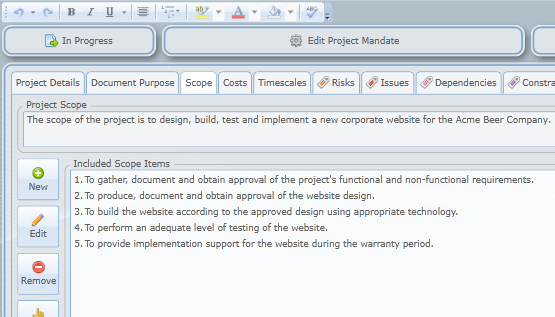 B I U ab A ABC
In Progress Edit Project Mandate
Project Details Document Purpose Scope Costs Timescales Risks Issues Dependencies Constra
Project Scope
The scope of the project is to design, build, test and implement a new corporate website for the Acme Beer Company.
Included Scope Items
New
1. To gather, document and obtain approval of the project's functional and non-functional requirements.
2. To produce, document and obtain approval of the website design.
3. To build the website according to the approved design using appropriate technology.
Edit
4. To perform an adequate level of testing of the website.
5. To provide implementation support for the website during the warranty period.
Remove